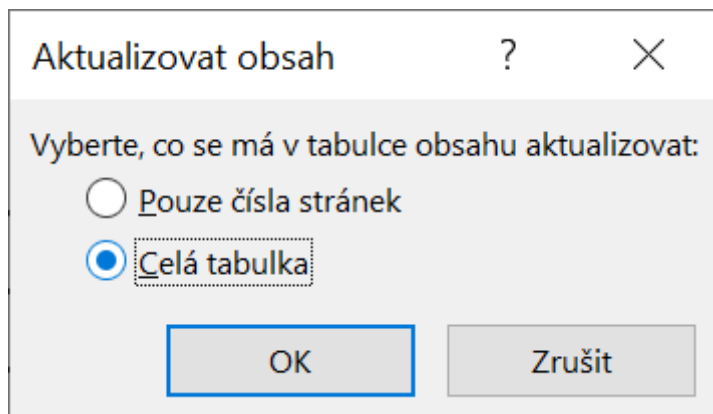 Aktualizovat obsah ?
Vyberte, co se má v tabulce obsahu aktualizovat:
Pouze čísla stránek
Celá tabulka
OK Zrušit